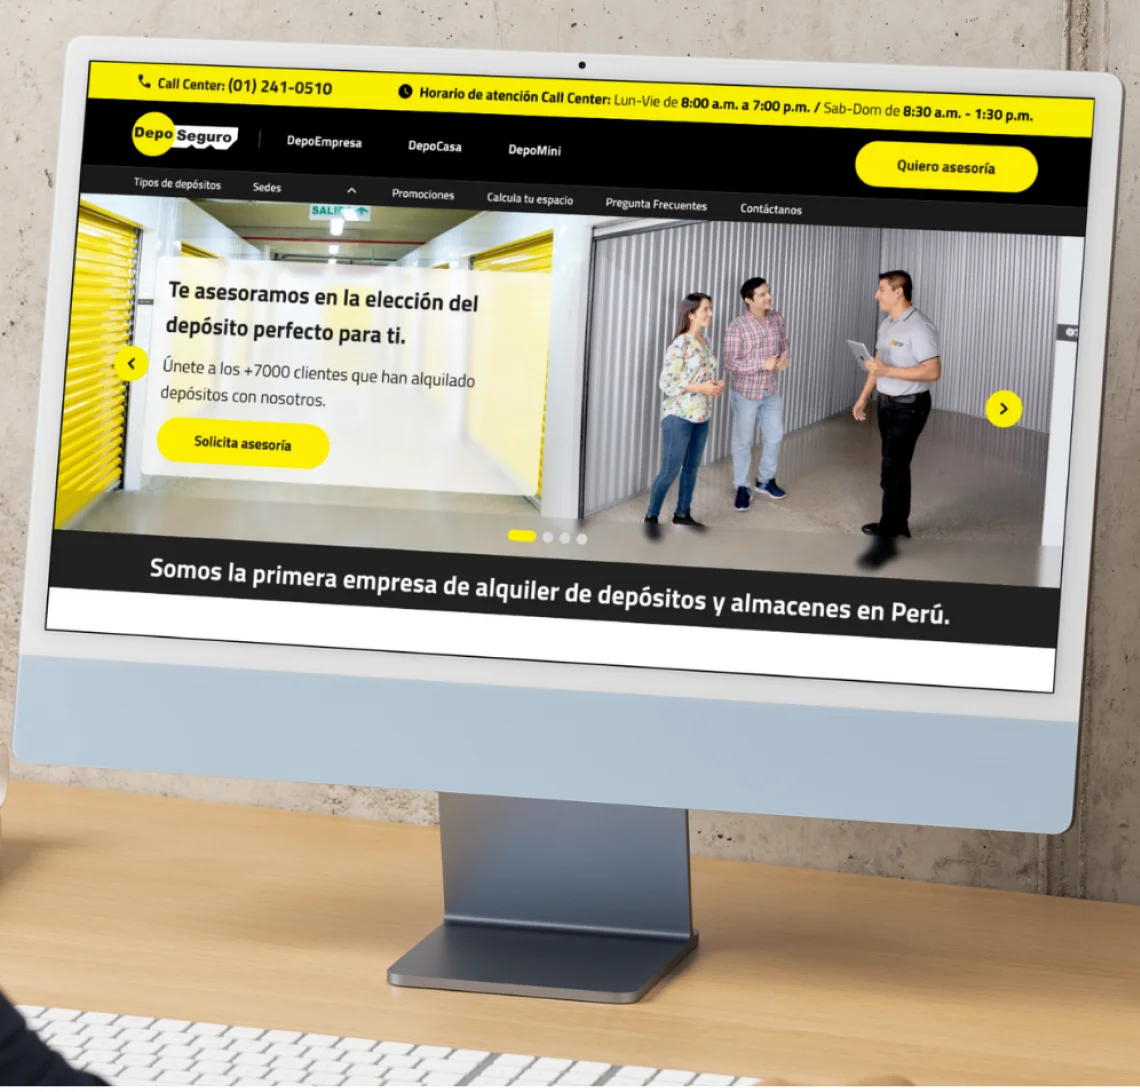 Call Center: (01) 241-0510
Horario de atención Call Center: Lun-Vie de 8:00 a.m. a 7:00 p.m. / Sab-Dom de 8:30 a.m. - 1:30 p.m.
Depo Seguro
DepoEmpresa
DepoCasa
DepoMini
Quiero asesoría
Tipos de depósitos
Sedes
Promociones
Calcula tu espacio
Pregunta Frecuentes
Contáctanos
Te asesoramos en la elección del
depósito perfecto para ti.
Únete a los +7000 clientes que han alquilado
depósitos con nosotros.
Solicita asesoría
Somos la primera empresa de alquiler de depósitos y almacenes en Perú.